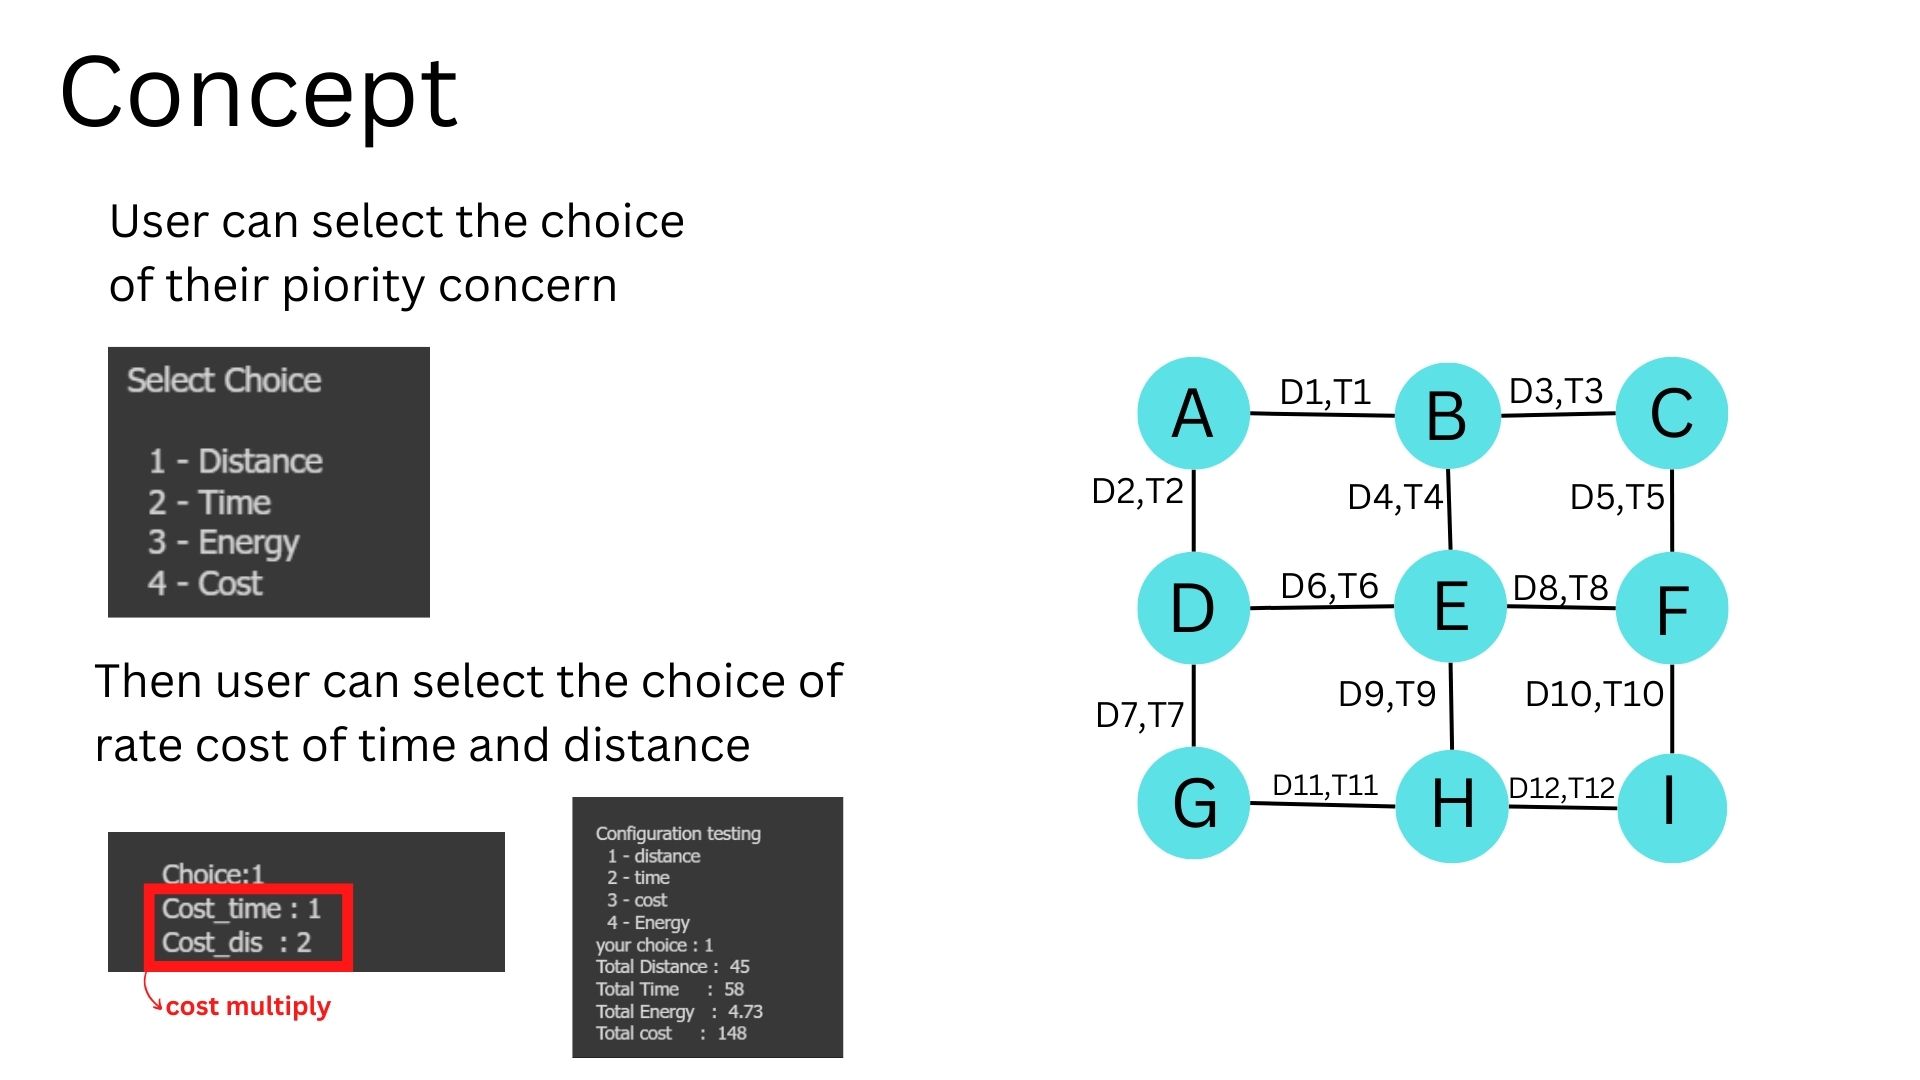 Concept
User can select the choice
of their piority concern
Select Choice
1 - Distance
2 - Time
3 - Energy
4 - Cost
Then user can select the choice of
rate cost of time and distance
Choice:1
Cost_time : 1
Cost_dis : 2
cost multiply
Configuration testing
1 - distance
2 - time
3 - cost
4 - Energy
your choice : 1
Total Distance : 45
Total Time : 58
Total Energy : 4.73
Total cost : 148
A D1,T1 B D3,T3 C
D2,T2 D4,T4 D5,T5
D D6,T6 E D8,T8 F
D7,T7 D9,T9 D10,T10
G D11,T11 H D12,T12 I